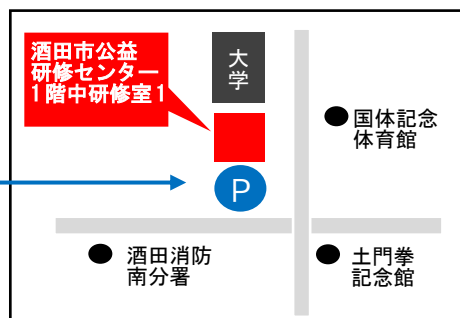 酒田市公益
研修センター
1階中研修室1
大
学
国体記念
体育館
P
酒田消防
南分署
土門拳
記念館